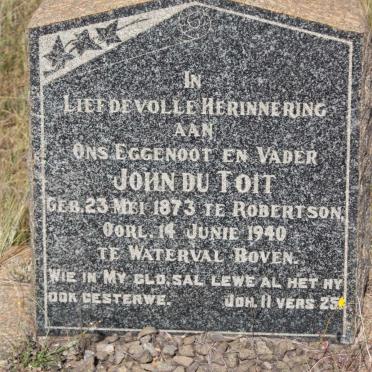 IN
LIEFDEVOLLE HERINNERING
AAN
ONS EGGENOOT EN VADER
JOHN DU TOIT
GEB. 23 MEI 1873 TE ROBERTSON.
OORL. 14 JUNIE 1940
TE WATERVAL BOVEN.
WIE IN MY GLO, SAL LEWE AL HET HY
OOK GESTERWE. JOH. 11 VERS 25.